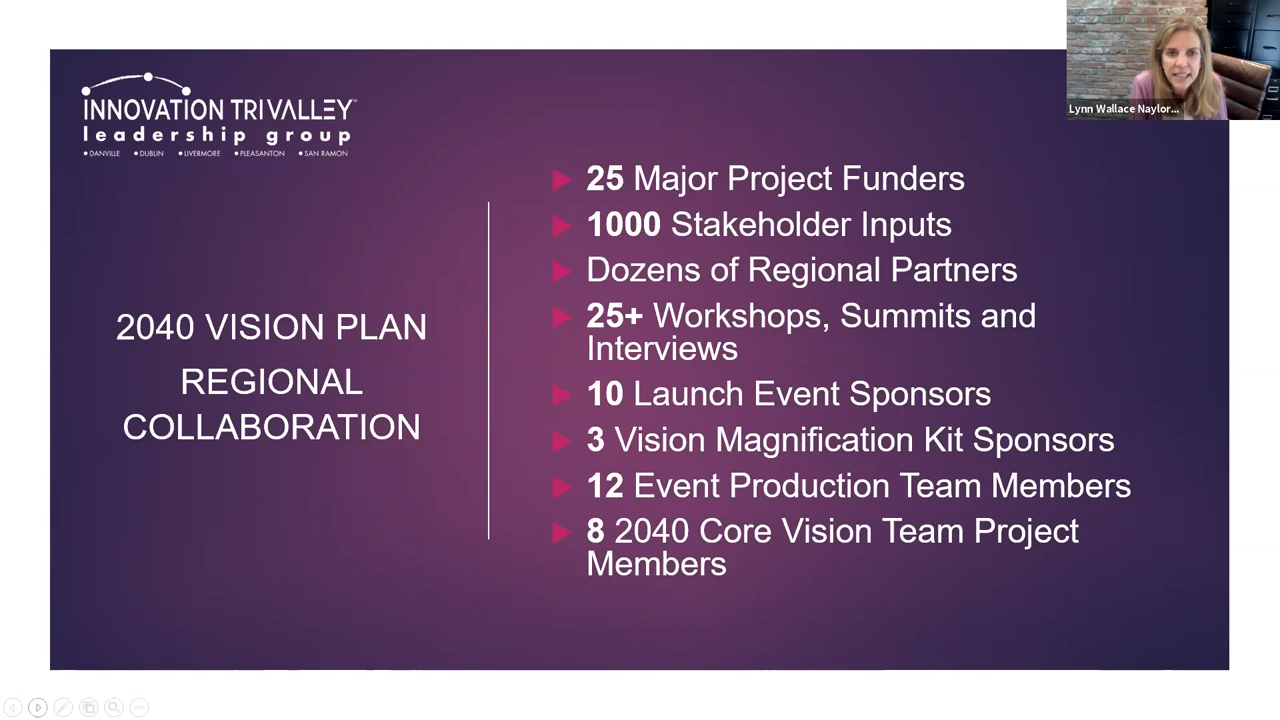 INNOVATION TRIVALLEY™
leadership group
•DANVILLE •DUBLIN •LIVERMORE •PLEASANTON •SAN RAMON
Lynn Wallace Naylor...
2040 VISION PLAN
REGIONAL
COLLABORATION
25 Major Project Funders
1000 Stakeholder Inputs
Dozens of Regional Partners
25+ Workshops, Summits and
Interviews
10 Launch Event Sponsors
3 Vision Magnification Kit Sponsors
12 Event Production Team Members
8 2040 Core Vision Team Project
Members